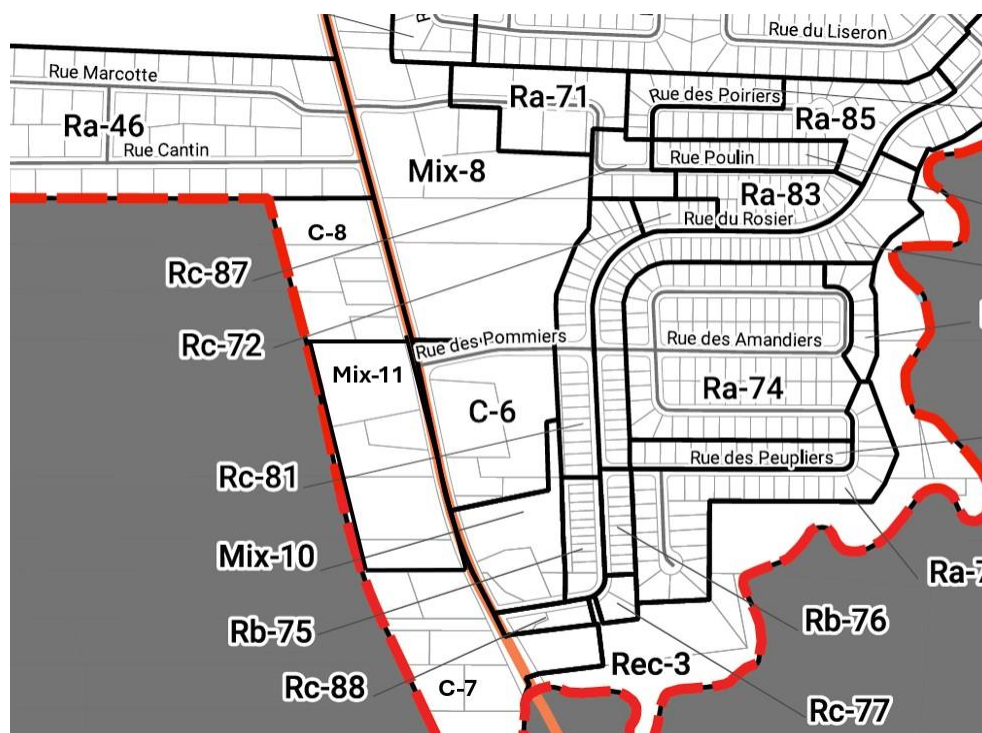 Rue du Liseron
Rue Marcotte
Ra-71
Rue des Poiriers
Ra-85
Ra-46
Rue Cantin
Rue Poulin
Mix-8
Ra-83
Rue du Rosier
C-8
Rc-87
Rc-72
Rue des Pommiers
Rue des Amandiers
Mix-11
Ra-74
C-6
Rue des Peupliers
Rc-81
Mix-10
Rb-75
Rb-76
Rec-3
Rc-88
C-7
Rc-77